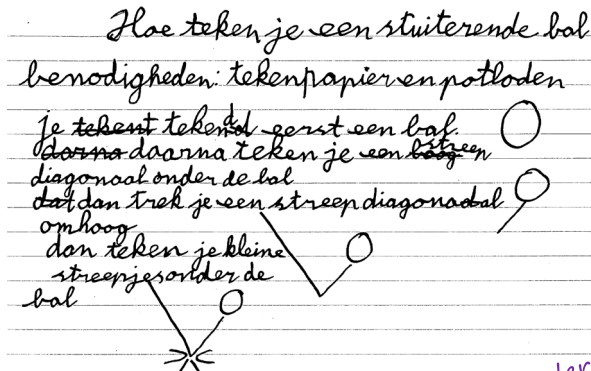 Hoe teken je een stuiterende bal
benodigheden: tekenpapier en potloden
je tekent tekend eerst een bal.
darna daarna teken je een boog streen
diagonaal onder de bal
dat dan trek je een streep diagonadal
omhoog
dan teken je kleine
streepjes onder de
bal